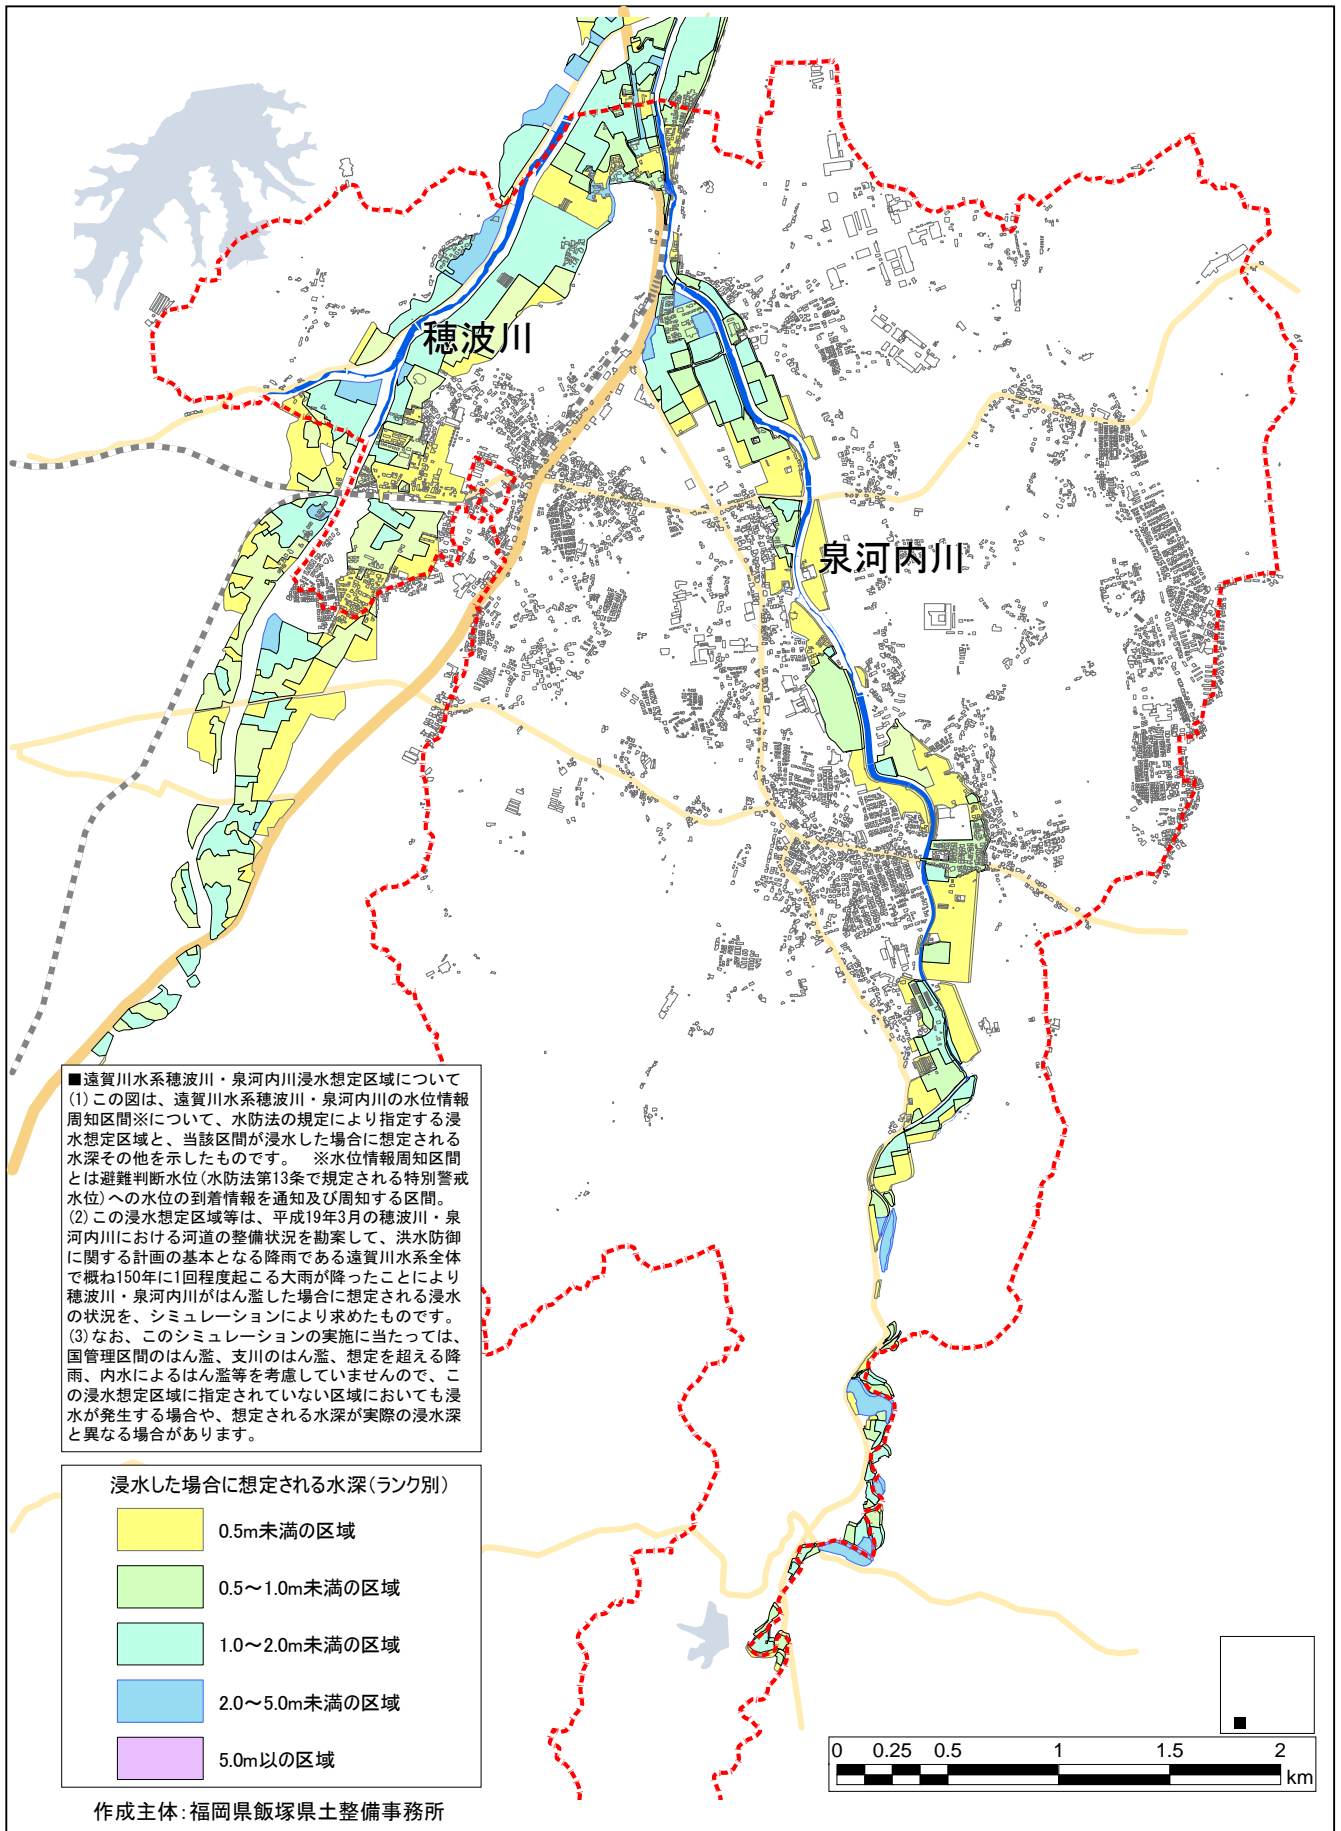 穂波川
泉河内川
■遠賀川水系穂波川・泉河内川浸水想定区域について
(1)この図は、遠賀川水系穂波川・泉河内川の水位情報
周知区間※について、水防法の規定により指定する浸
水想定区域と、当該区間が浸水した場合に想定される
水深その他を示したものです。 ※水位情報周知区間
とは避難判断水位(水防法第13条で規定される特別警戒
水位)への水位の到着情報を通知及び周知する区間。
(2)この浸水想定区域等は、平成19年3月の穂波川・泉
河内川における河道の整備状況を勘案して、洪水防御
に関する計画の基本となる降雨である遠賀川水系全体
で概ね150年に1回程度起こる大雨が降ったことにより
穂波川・泉河内川がはん濫した場合に想定される浸水
の状況を、シミュレーションにより求めたものです。
(3)なお、このシミュレーションの実施に当たっては、
国管理区間のはん濫、支川のはん濫、想定を超える降
雨、内水によるはん濫等を考慮していませんので、こ
の浸水想定区域に指定されていない区域においても浸
水が発生する場合や、想定される水深が実際の浸水深
と異なる場合があります。
浸水した場合に想定される水深(ランク別)
0.5m未満の区域
0.5～1.0m未満の区域
1.0～2.0m未満の区域
2.0～5.0m未満の区域
5.0m以の区域
作成主体:福岡県飯塚県土整備事務所
0 0.25 0.5 1 1.5 2
km